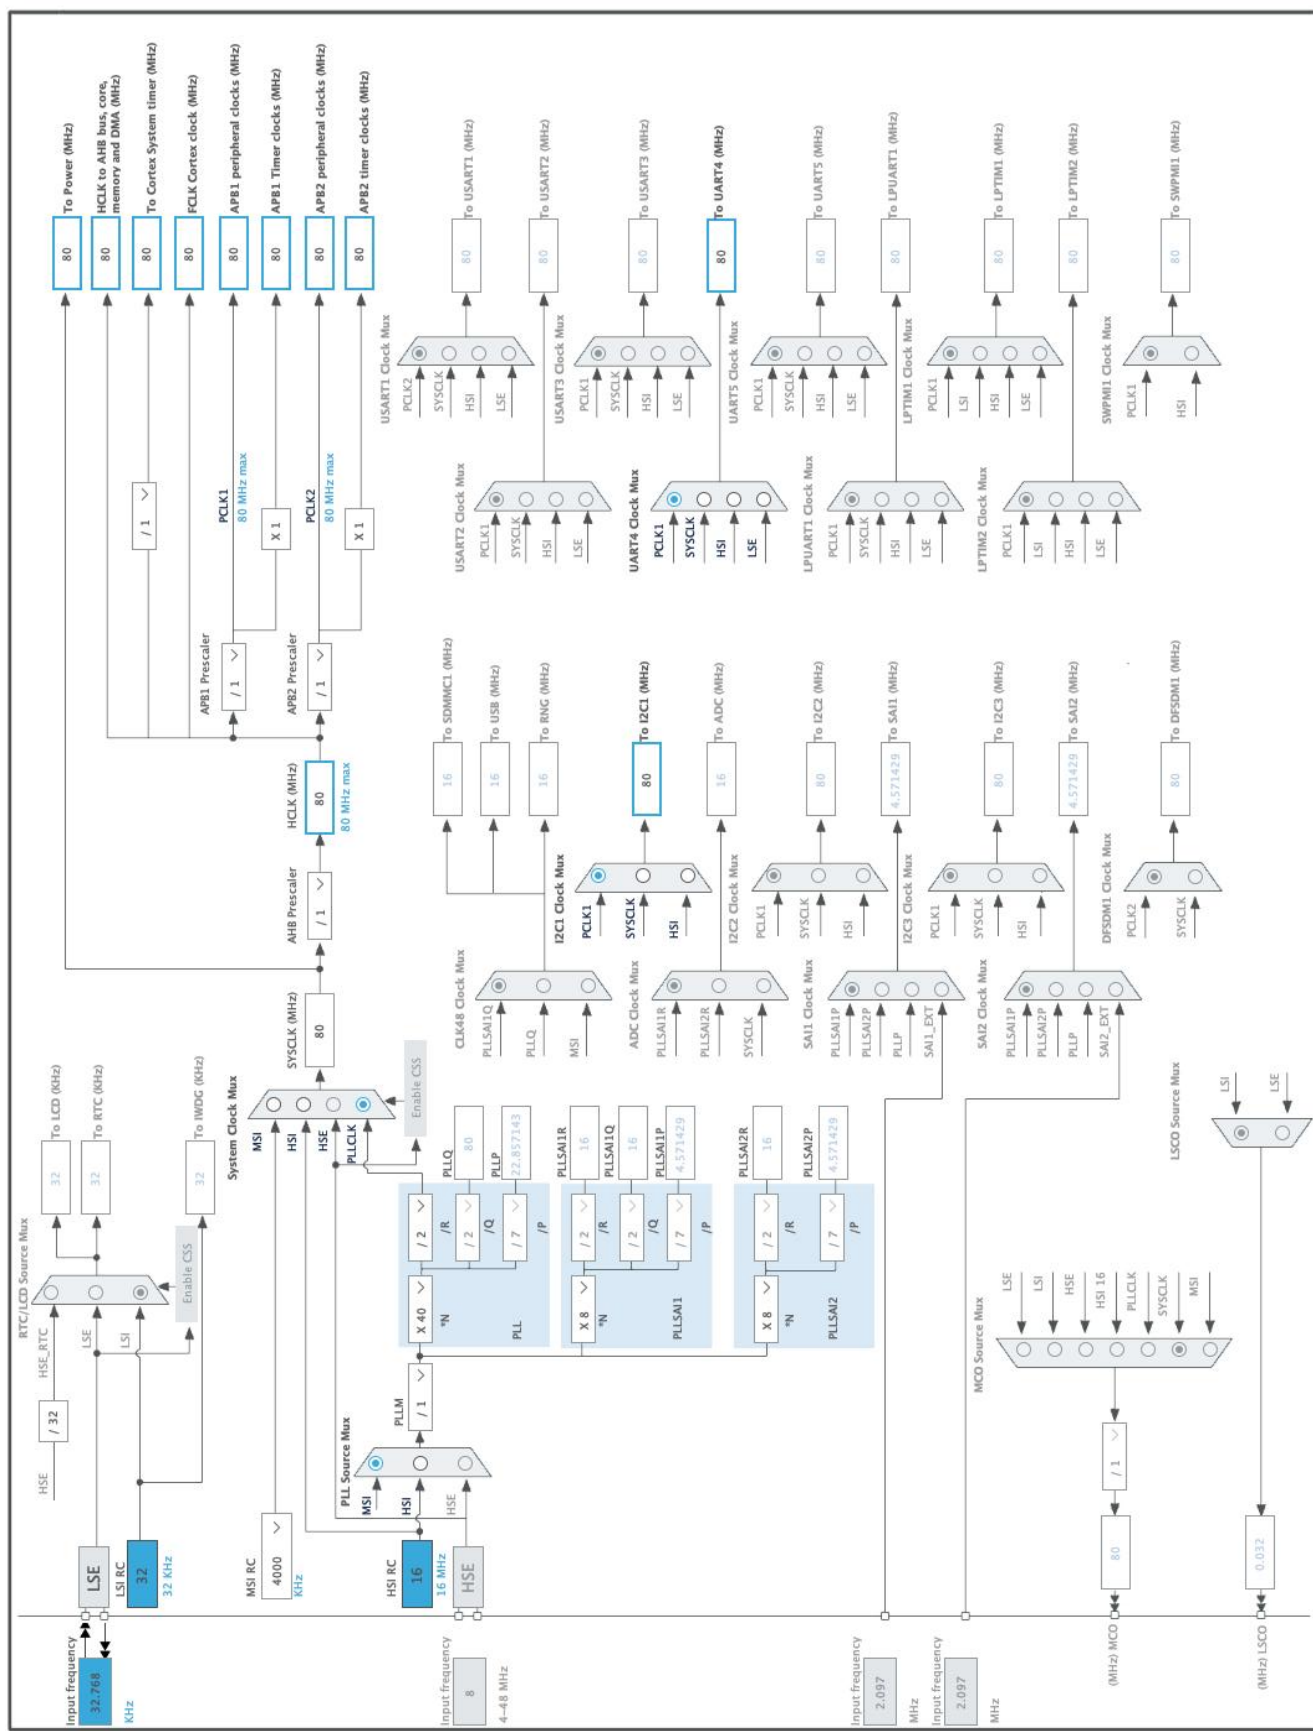 Input frequency
32.768
KHz
LSE
LSI RC
32
32 KHz
HSE
/ 32
HSE_RTC
LSE
LSI
RTC/LCD Source Mux
Enable CSS
32
To LCD (KHz)
32
To RTC (KHz)
32
To IWDG (KHz)
MSI RC
4000
KHz
HSI RC
16
16 MHz
Input frequency
8
4-48 MHz
HSE
PLL Source Mux
MSI
HSI
HSE
PLLM
/ 1
X 40
*N
/ 2
/R
/ 2
/Q
/ 7
/P
PLL
PLLQ
80
PLLP
22.857143
X 8
*N
/ 2
/R
/ 2
/Q
/ 7
/P
PLLSAI1
PLLSAI1R
16
PLLSAI1Q
16
PLLSAI1P
4.571429
X 8
*N
/ 2
/R
/ 7
/P
PLLSAI2
PLLSAI2R
16
PLLSAI2P
4.571429
System Clock Mux
MSI
HSI
HSE
PLLCLK
Enable CSS
SYSCLK (MHz)
80
AHB Prescaler
/ 1
HCLK (MHz)
80
80 MHz max
APB1 Prescaler
/ 1
APB2 Prescaler
/ 1
/ 1
PCLK1
80 MHz max
X 1
PCLK2
80 MHz max
X 1
80
To Power (MHz)
80
HCLK to AHB bus, core,
memory and DMA (MHz)
80
To Cortex System timer (MHz)
80
FCLK Cortex clock (MHz)
80
APB1 peripheral clocks (MHz)
80
APB1 Timer clocks (MHz)
80
APB2 peripheral clocks (MHz)
80
APB2 timer clocks (MHz)
CLK48 Clock Mux
PLLSAI1Q
PLLQ
MSI
16
To SDMMC1 (MHz)
16
To USB (MHz)
16
To RNG (MHz)
I2C1 Clock Mux
PCLK1
SYSCLK
HSI
80
To I2C1 (MHz)
ADC Clock Mux
PLLSAI1R
PLLSAI2R
SYSCLK
16
To ADC (MHz)
I2C2 Clock Mux
PCLK1
SYSCLK
HSI
80
To I2C2 (MHz)
SAI1 Clock Mux
PLLSAI1P
PLLSAI2P
PLLP
SAI1_EXT
4.571429
To SAI1 (MHz)
I2C3 Clock Mux
PCLK1
SYSCLK
HSI
80
To I2C3 (MHz)
SAI2 Clock Mux
PLLSAI1P
PLLSAI2P
PLLP
SAI2_EXT
4.571429
To SAI2 (MHz)
DFSDM1 Clock Mux
PCLK2
SYSCLK
80
To DFSDM1 (MHz)
USART1 Clock Mux
PCLK2
SYSCLK
HSI
LSE
80
To USART1 (MHz)
USART2 Clock Mux
PCLK1
SYSCLK
HSI
LSE
80
To USART2 (MHz)
USART3 Clock Mux
PCLK1
SYSCLK
HSI
LSE
80
To USART3 (MHz)
UART4 Clock Mux
PCLK1
SYSCLK
HSI
LSE
80
To UART4 (MHz)
UART5 Clock Mux
PCLK1
SYSCLK
HSI
LSE
80
To UART5 (MHz)
LPUART1 Clock Mux
PCLK1
SYSCLK
HSI
LSE
80
To LPUART1 (MHz)
LPTIM1 Clock Mux
PCLK1
LSI
HSI
LSE
80
To LPTIM1 (MHz)
LPTIM2 Clock Mux
PCLK1
LSI
HSI
LSE
80
To LPTIM2 (MHz)
SWPMI1 Clock Mux
PCLK1
HSI
80
To SWPMI1 (MHz)
Input frequency
2.097
MHz
Input frequency
2.097
MHz
(MHz) MCO
80
/ 1
MCO Source Mux
LSE
LSI
HSE
HSI 16
PLLCLK
SYSCLK
MSI
(MHz) LSCO
0.032
LSCO Source Mux
LSI
LSE